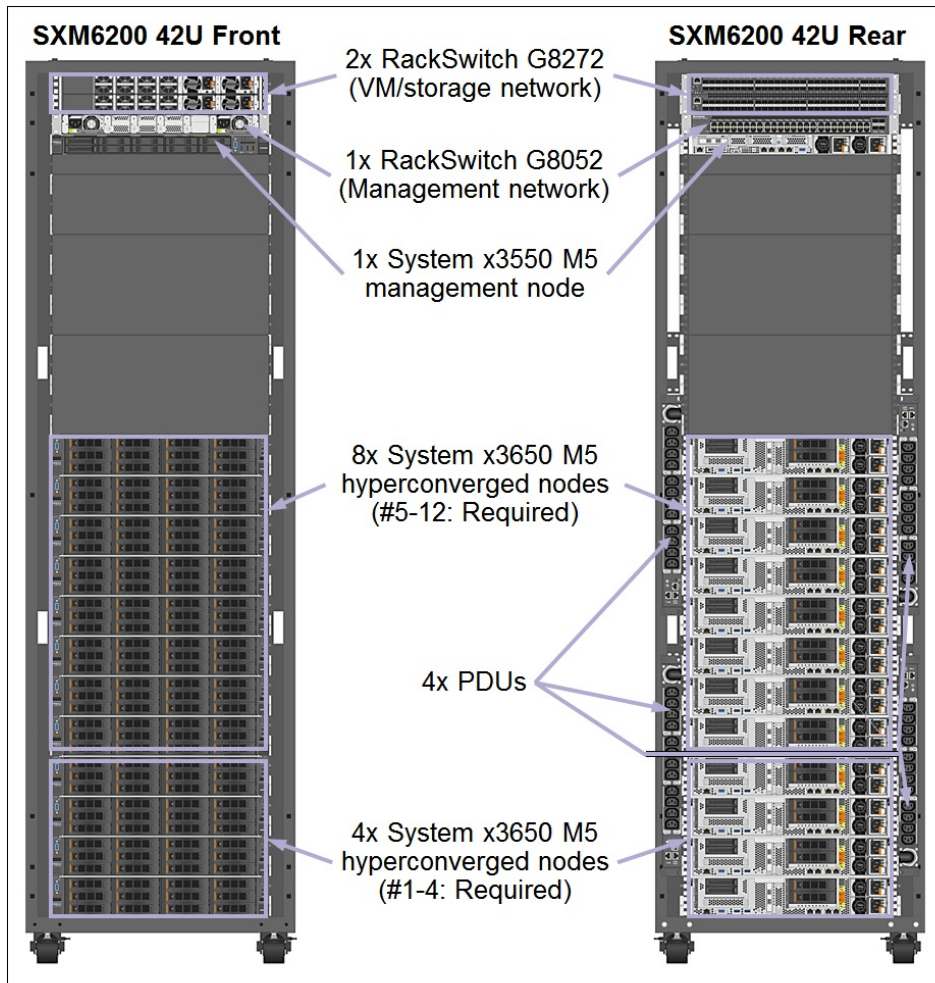 SXM6200 42U Front
SXM6200 42U Rear
2x RackSwitch G8272
(VM/storage network)
1x RackSwitch G8052
(Management network)
1x System x3550 M5
management node
8x System x3650 M5
hyperconverged nodes
(#5-12: Required)
4x PDUs
4x System x3650 M5
hyperconverged nodes
(#1-4: Required)